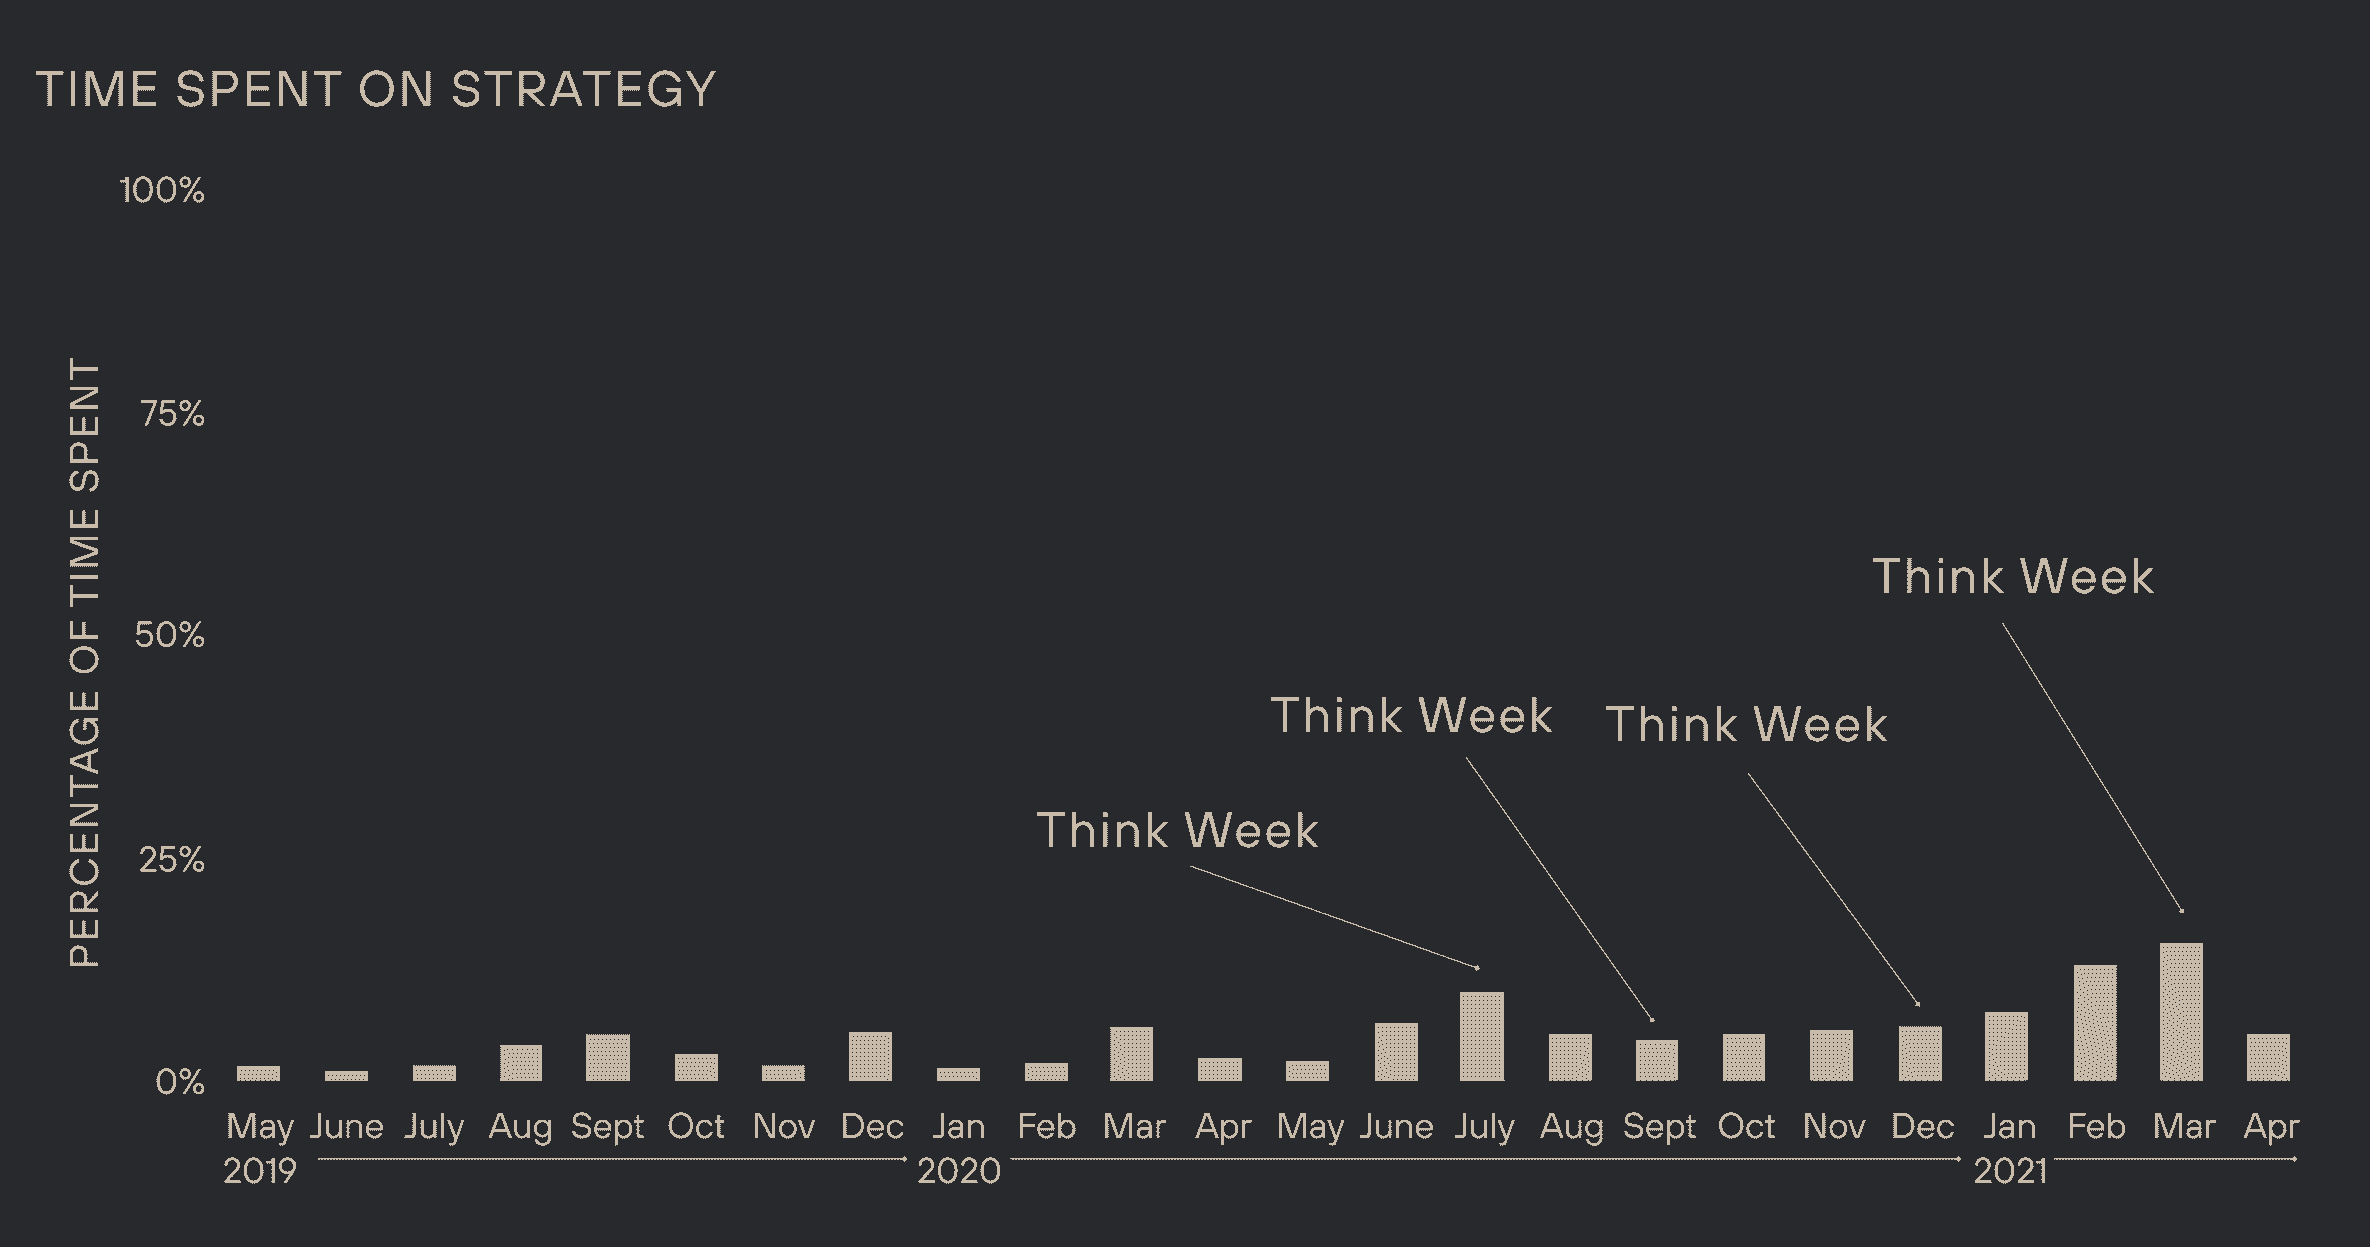 TIME SPENT ON STRATEGY
PERCENTAGE OF TIME SPENT
100%
75%
50%
25%
0%
Think Week
Think Week
Think Week
Think Week
May June July Aug Sept Oct Nov Dec Jan Feb Mar Apr May June July Aug Sept Oct Nov Dec Jan Feb Mar Apr
2019 2020 2021